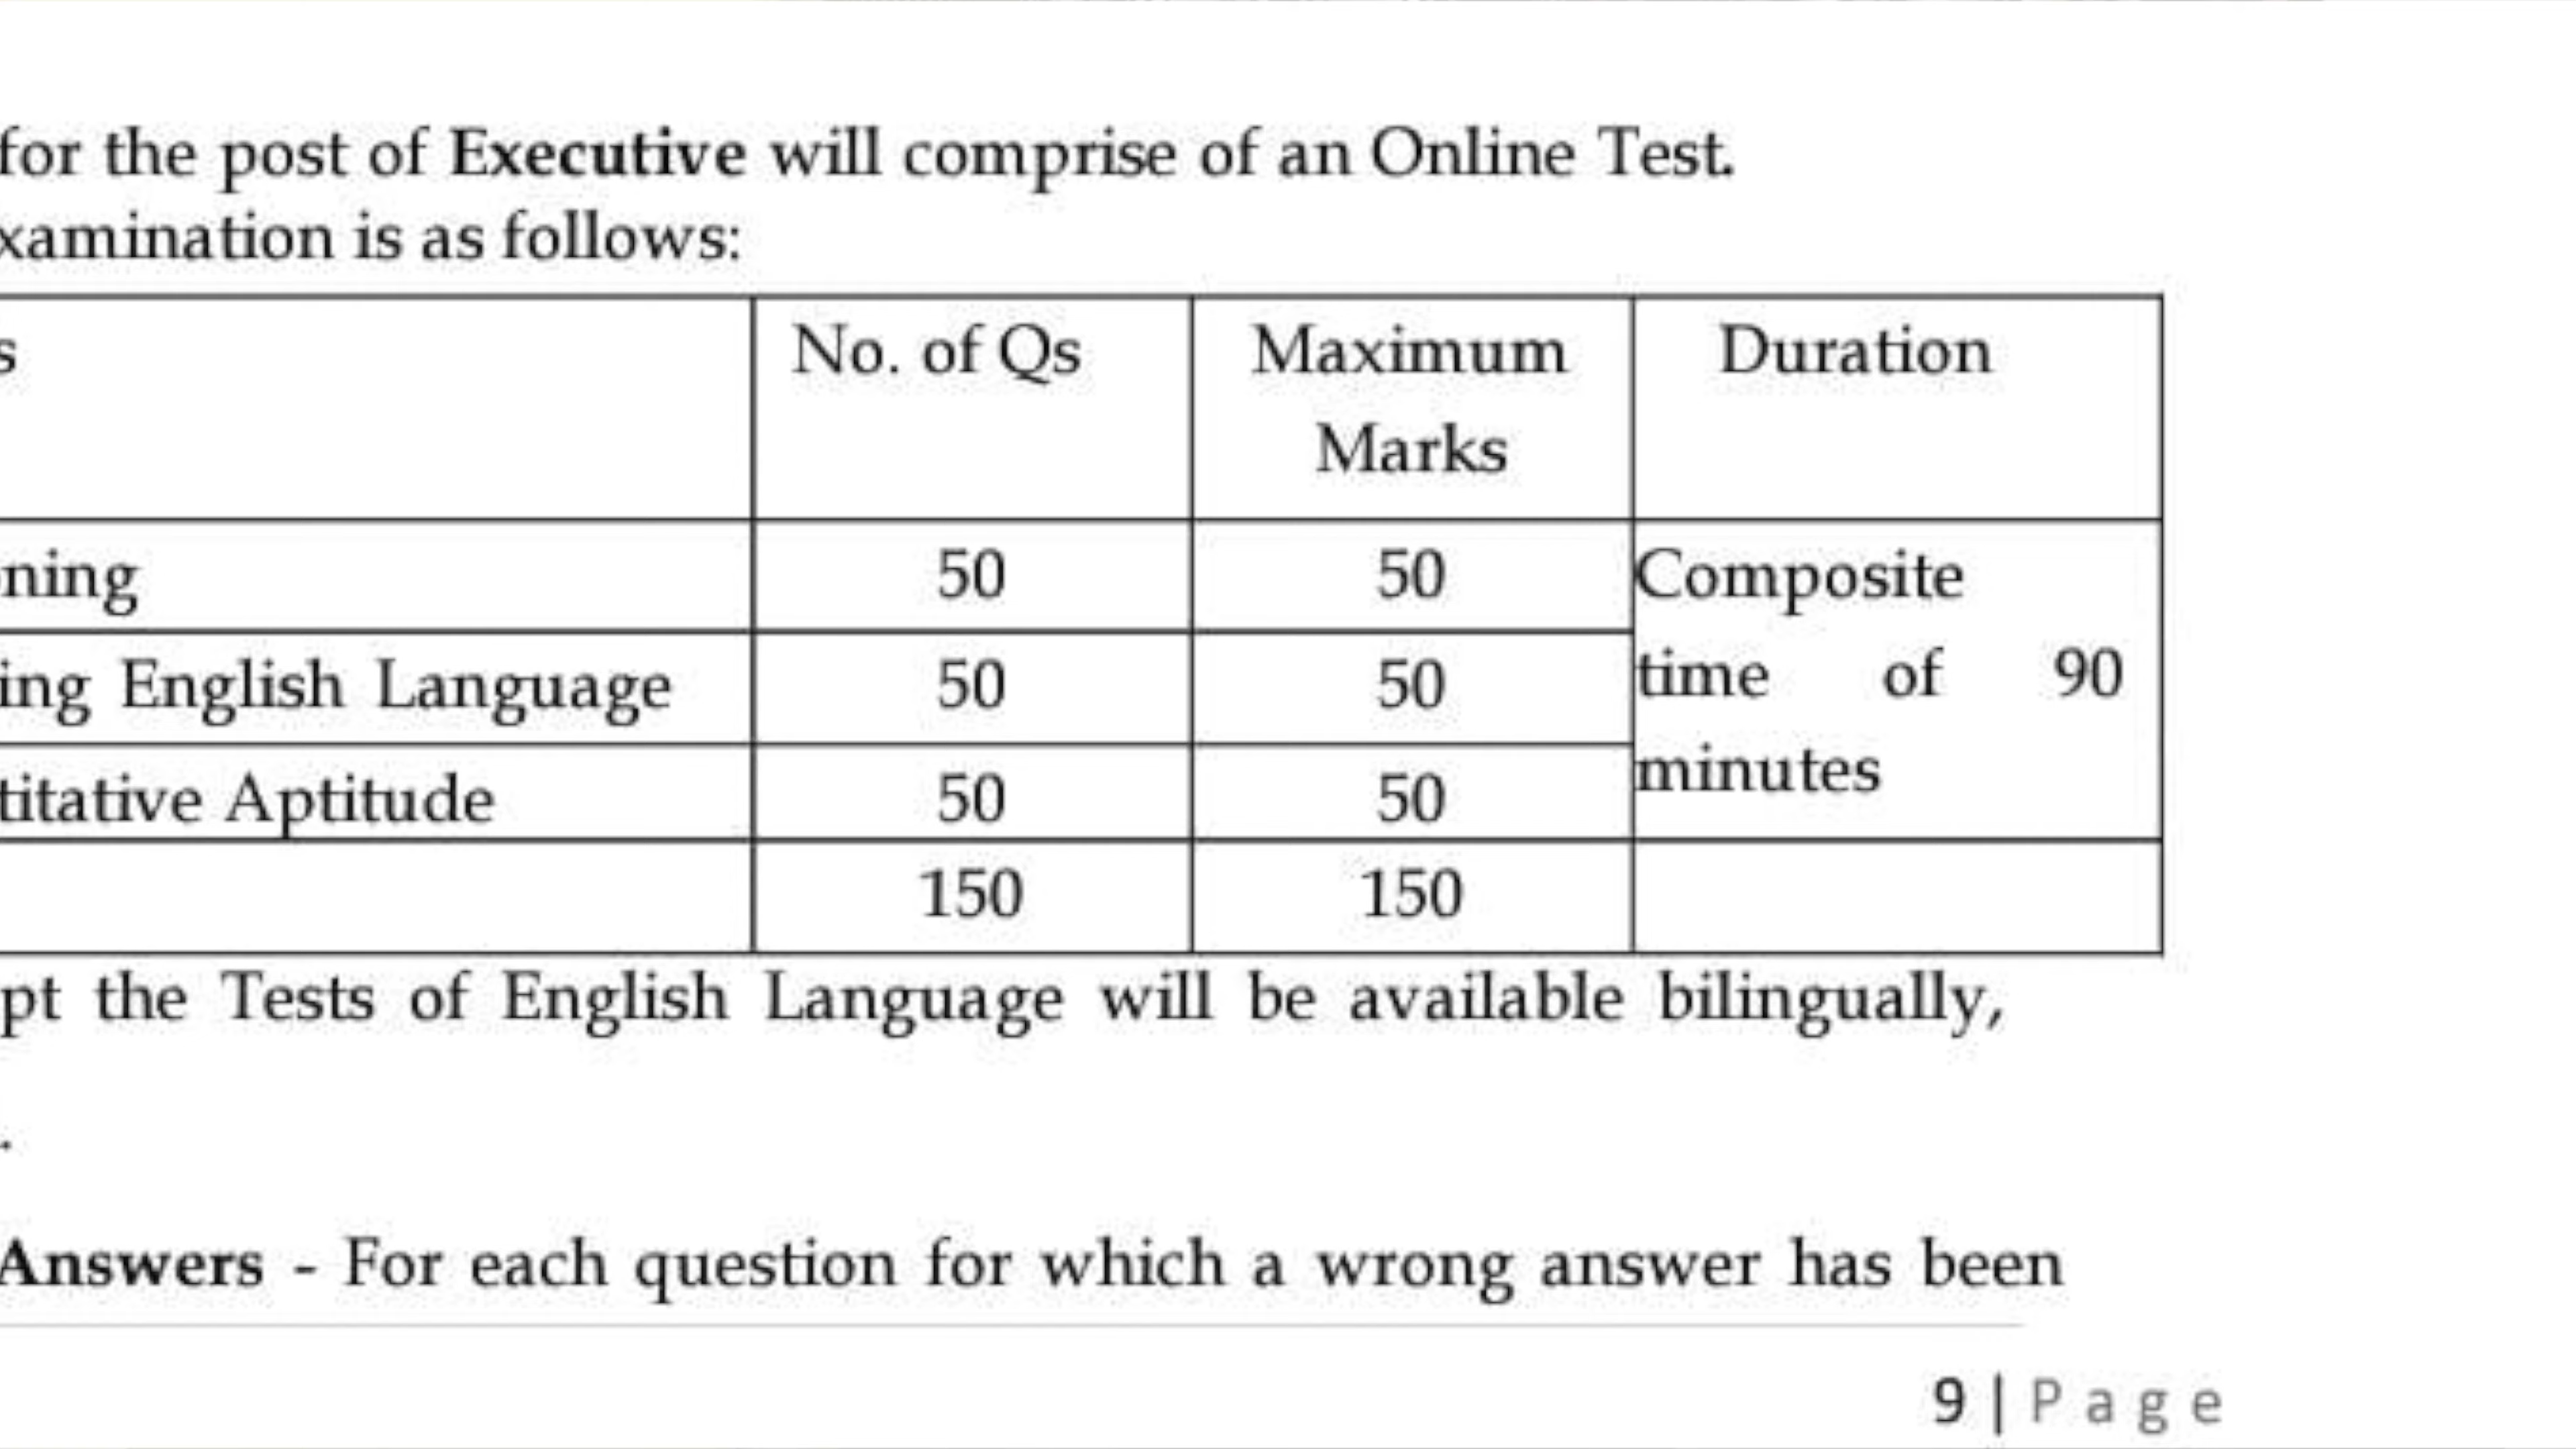 for the post of Executive will comprise of an Online Test.
xamination is as follows:
s No. of Qs Maximum Marks Duration
ning 50 50 Composite time of 90 minutes
ing English Language 50 50
titative Aptitude 50 50
150 150
pt the Tests of English Language will be available bilingually,
.
Answers - For each question for which a wrong answer has been
9 | Page